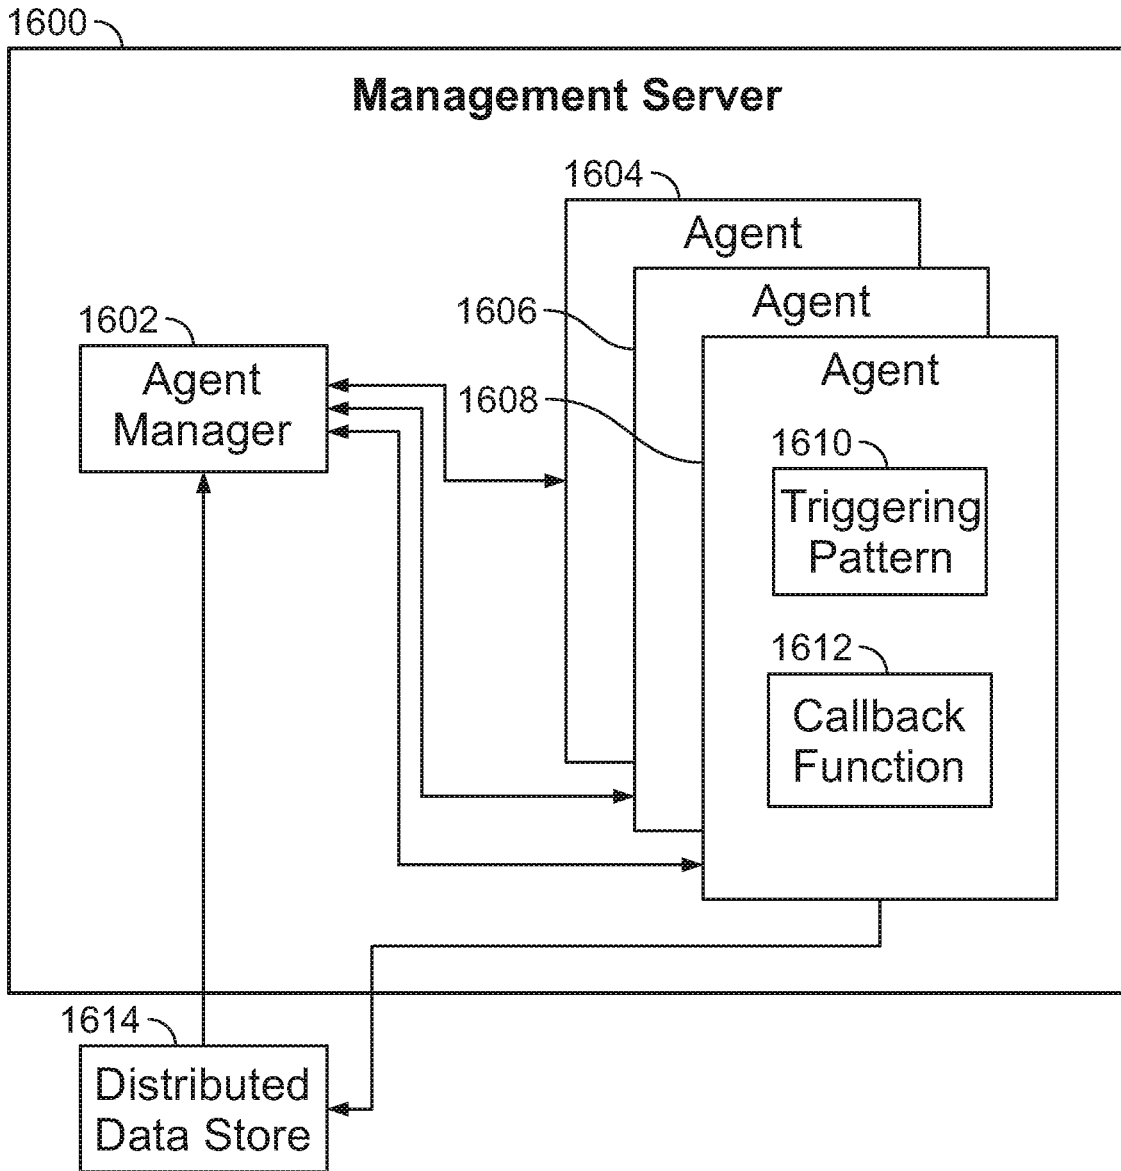 1600
Management Server
1604
Agent
1606
Agent
1602
Agent
Manager
1608
Agent
1610
Triggering
Pattern
1612
Callback
Function
1614
Distributed
Data Store